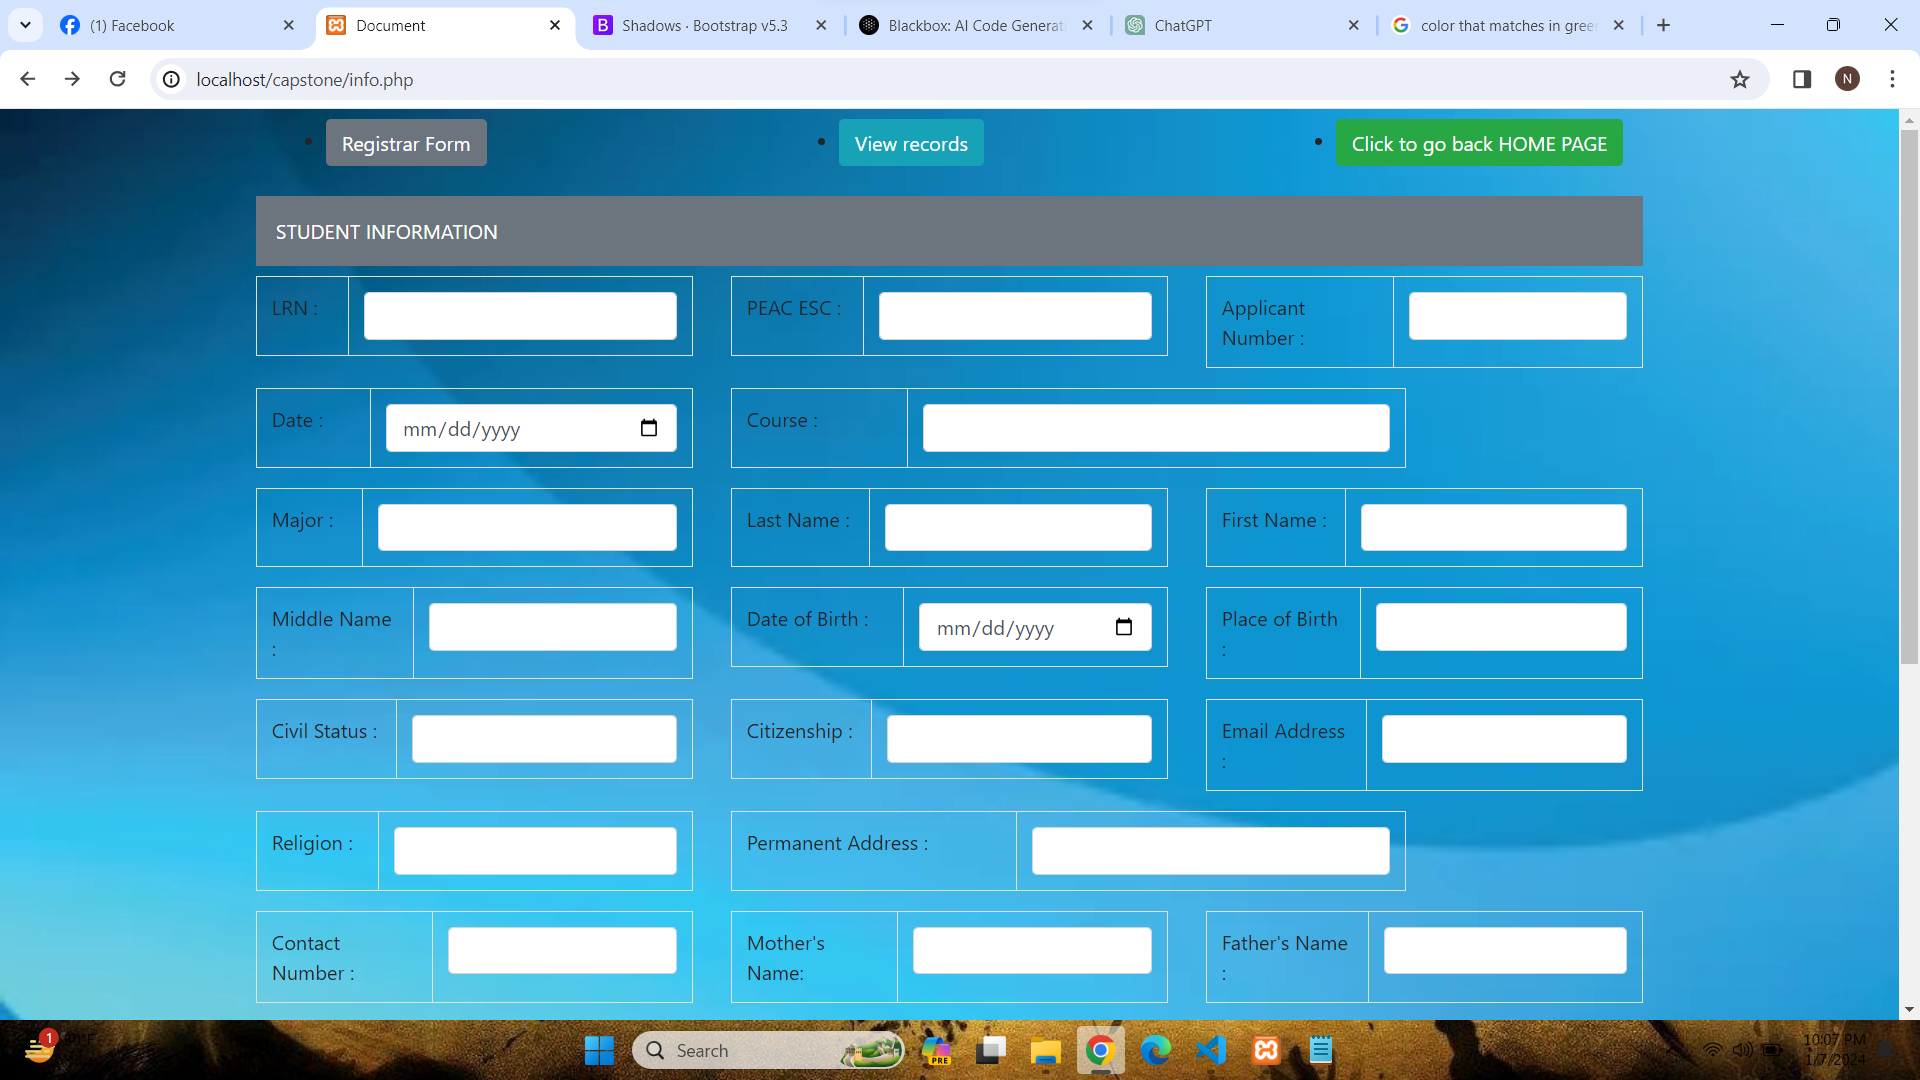 (1) Facebook
Document
B
Shadows · Bootstrap v5.3
Blackbox: AI Code Generat
ChatGPT
color that matches in gree
localhost/capstone/info.php
N
Registrar Form
View records
Click to go back HOME PAGE
STUDENT INFORMATION
LRN :
PEAC ESC :
Applicant
Number :
Date :
mm/dd/yyyy
Course :
Major :
Last Name :
First Name :
Middle Name
:
Date of Birth :
mm/dd/yyyy
Place of Birth
:
Civil Status :
Citizenship :
Email Address
:
Religion :
Permanent Address :
Contact
Number :
Mother's
Name:
Father's Name
:
1
Search
PRE
10:07 PM
1/7/2024